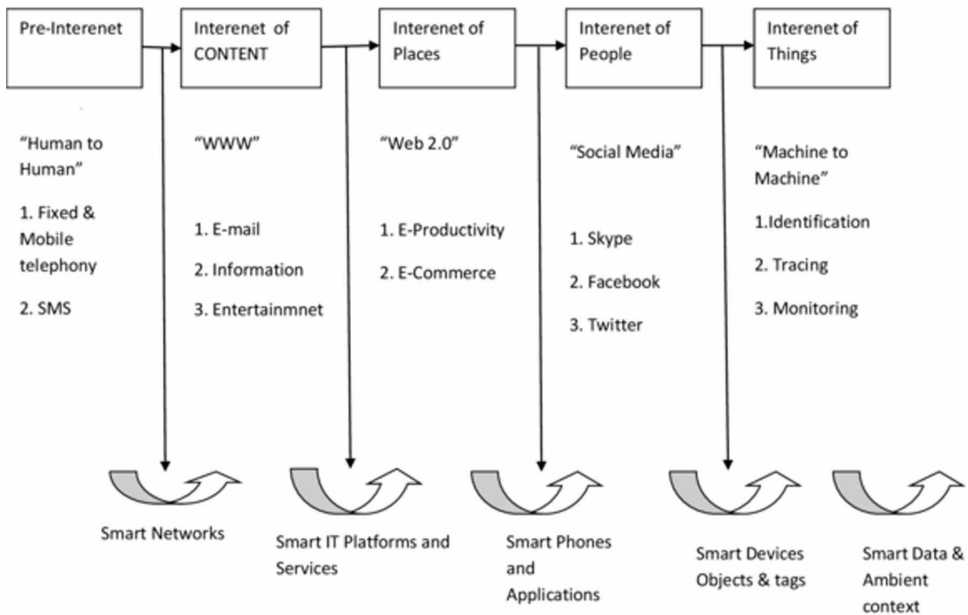 Pre-Interenet
Interenet of
CONTENT
Interenet of
Places
Interenet of
People
Interenet of
Things
“Human to
Human”
1. Fixed &
Mobile
telephony
2. SMS
“WWW”
1. E-mail
2. Information
3. Entertainmnet
“Web 2.0”
1. E-Productivity
2. E-Commerce
“Social Media”
1. Skype
2. Facebook
3. Twitter
“Machine to
Machine”
1.Identification
2. Tracing
3. Monitoring
Smart Networks
Smart IT Platforms and
Services
Smart Phones
and
Applications
Smart Devices
Objects & tags
Smart Data &
Ambient
context